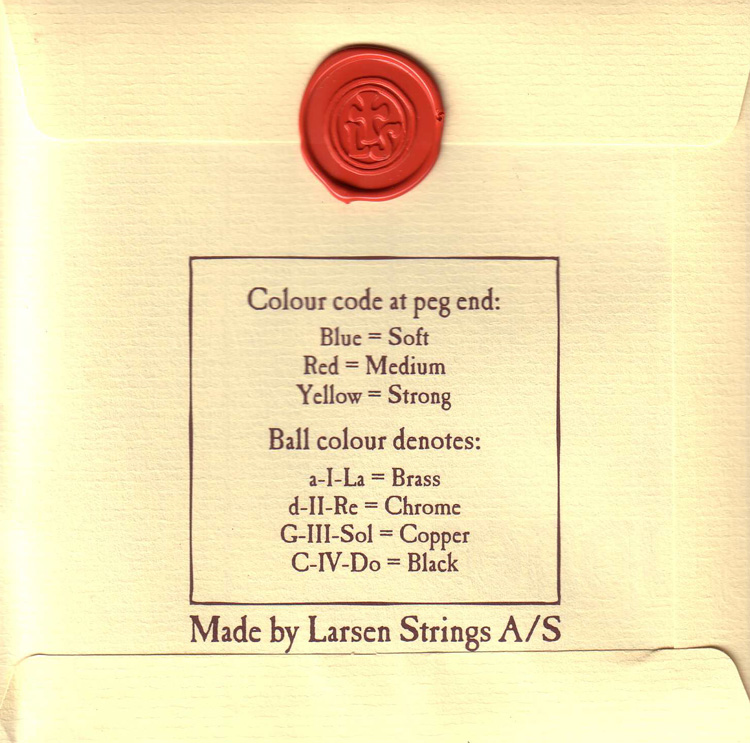 LS
Colour code at peg end:
Blue = Soft
Red = Medium
Yellow = Strong
Ball colour denotes:
a-I-La = Brass
d-II-Re = Chrome
G-III-Sol = Copper
C-IV-Do = Black
Made by Larsen Strings A/S